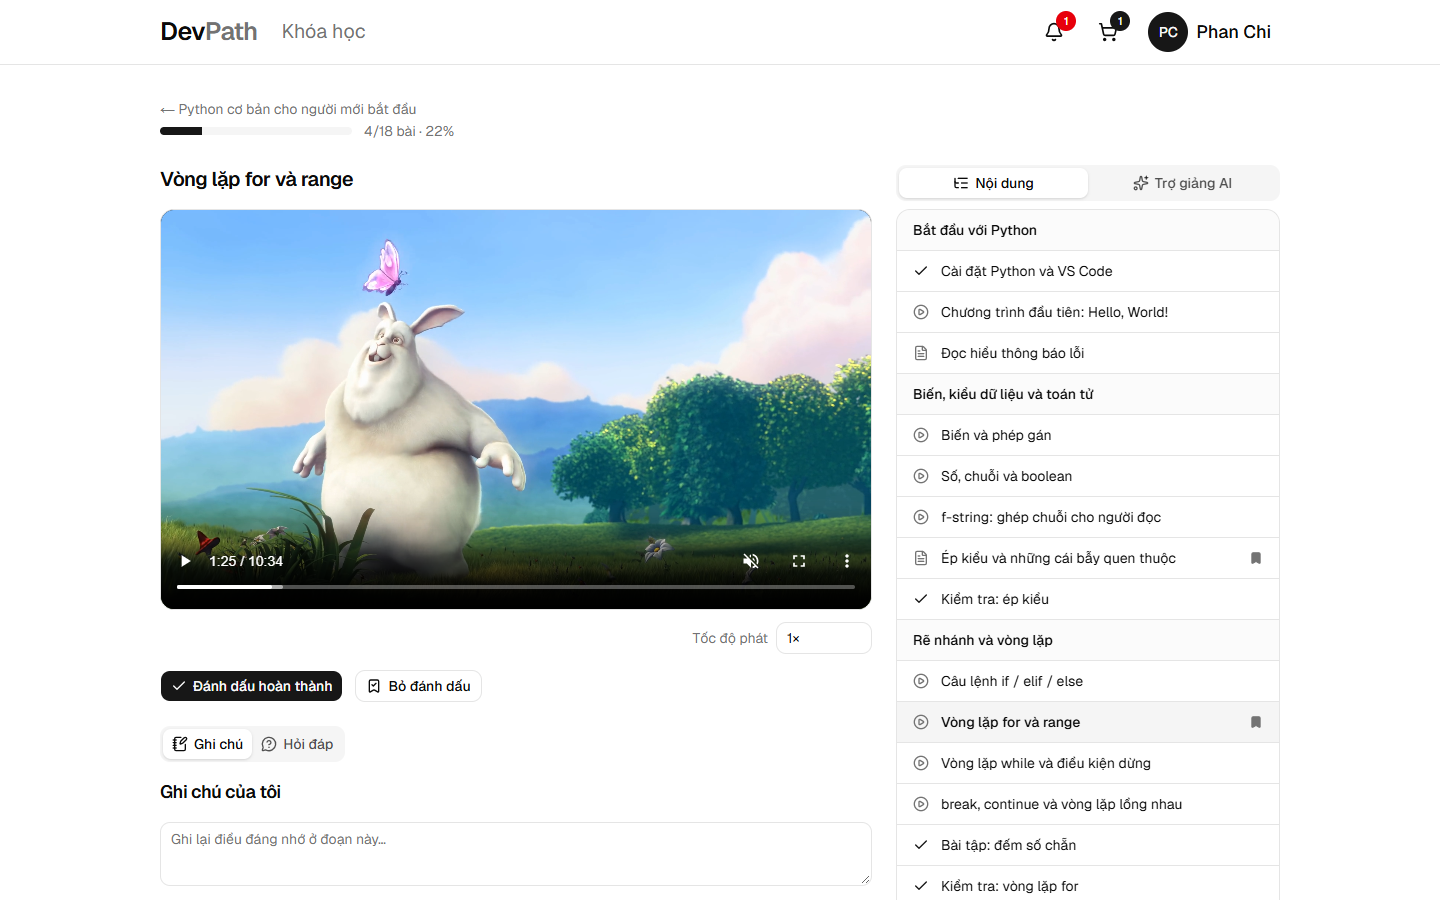 DevPath
Khóa học
1
1
PC
Phan Chi
← Python cơ bản cho người mới bắt đầu
4/18 bài · 22%
Vòng lặp for và range
1:25 / 10:34
Tốc độ phát
1×
Đánh dấu hoàn thành
Bỏ đánh dấu
Ghi chú
Hỏi đáp
Ghi chú của tôi
Ghi lại điều đáng nhớ ở đoạn này...
Nội dung
Trợ giảng AI
Bắt đầu với Python
Cài đặt Python và VS Code
Chương trình đầu tiên: Hello, World!
Đọc hiểu thông báo lỗi
Biến, kiểu dữ liệu và toán tử
Biến và phép gán
Số, chuỗi và boolean
f-string: ghép chuỗi cho người đọc
Ép kiểu và những cái bẫy quen thuộc
Kiểm tra: ép kiểu
Rẽ nhánh và vòng lặp
Câu lệnh if / elif / else
Vòng lặp for và range
Vòng lặp while và điều kiện dừng
break, continue và vòng lặp lồng nhau
Bài tập: đếm số chẵn
Kiểm tra: vòng lặp for